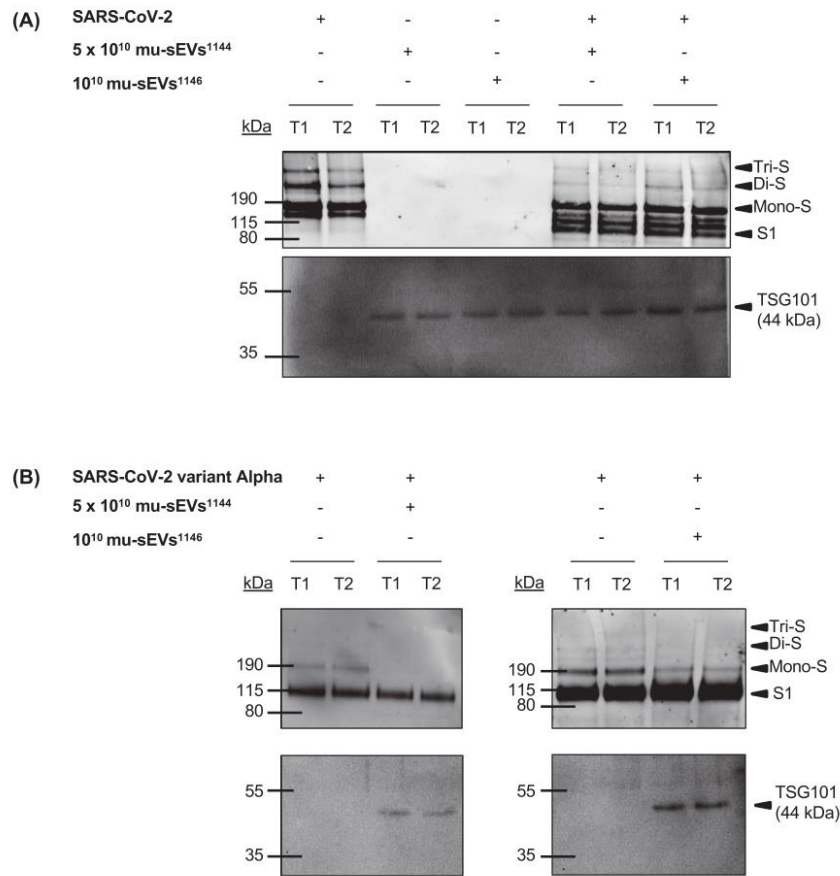 (A)
SARS-CoV-2 + - - + +
5 x 10¹⁰ mu-sEVs¹¹⁴⁴ - + - + -
10¹⁰ mu-sEVs¹¹⁴⁶ - - + - +
kDa T1 T2 T1 T2 T1 T2 T1 T2 T1 T2
Tri-S
Di-S
190 Mono-S
115
80 S1
55
TSG101
(44 kDa)
35
(B)
SARS-CoV-2 variant Alpha + + + +
5 x 10¹⁰ mu-sEVs¹¹⁴⁴ - + - -
10¹⁰ mu-sEVs¹¹⁴⁶ - - - +
kDa T1 T2 T1 T2 kDa T1 T2 T1 T2
Tri-S
Di-S
190 190 Mono-S
115 115 S1
80 80
55 55
TSG101
(44 kDa)
35 35